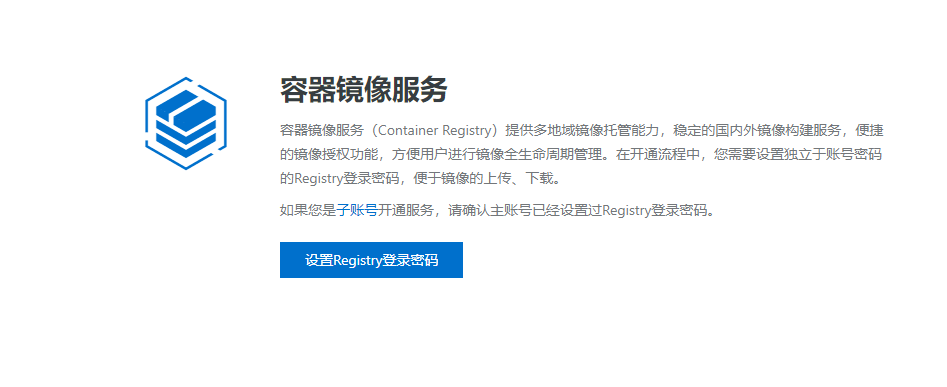 容器镜像服务
容器镜像服务（Container Registry）提供多地域镜像托管能力，稳定的国内外镜像构建服务，便捷
的镜像授权功能，方便用户进行镜像全生命周期管理。在开通流程中，您需要设置独立于账号密码
的Registry登录密码，便于镜像的上传、下载。
如果您是子账号开通服务，请确认主账号已经设置过Registry登录密码。
设置Registry登录密码